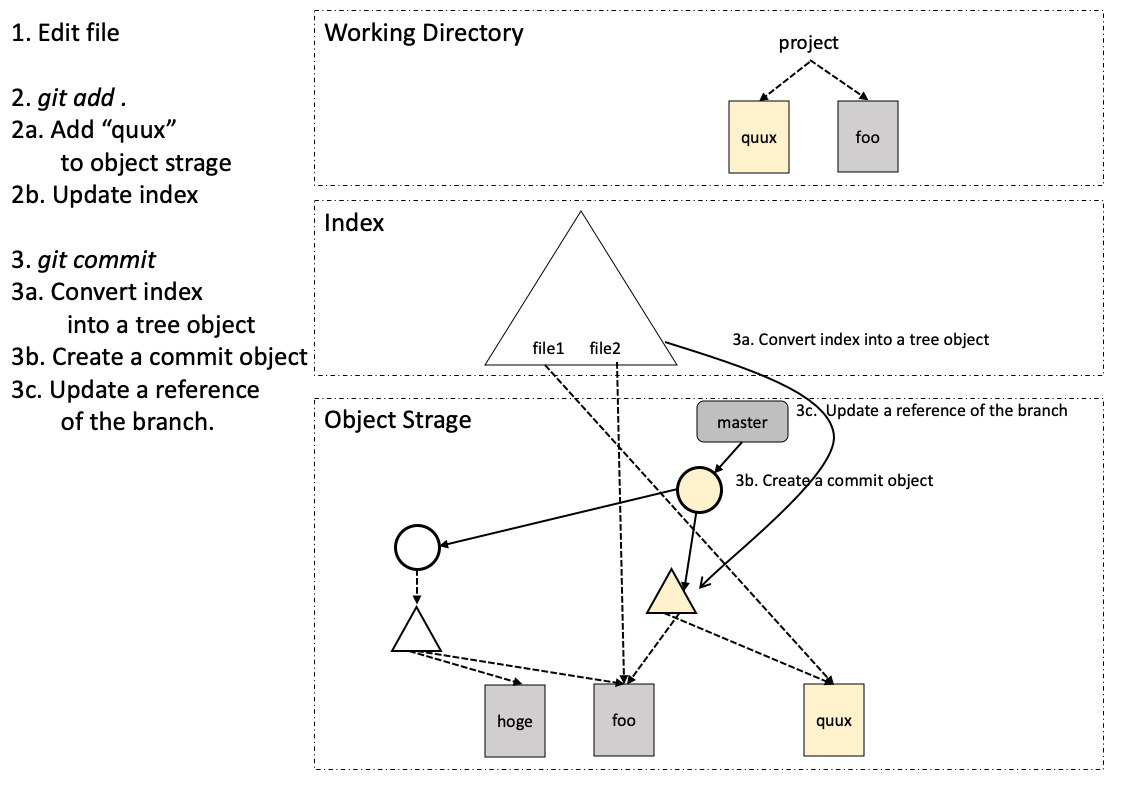 1. Edit file
2. git add .
2a. Add “quux”
to object strage
2b. Update index
3. git commit
3a. Convert index
into a tree object
3b. Create a commit object
3c. Update a reference
of the branch.
Working Directory
project
quux
foo
Index
file1
file2
3a. Convert index into a tree object
Object Strage
master
3c. Update a reference of the branch
3b. Create a commit object
hoge
foo
quux